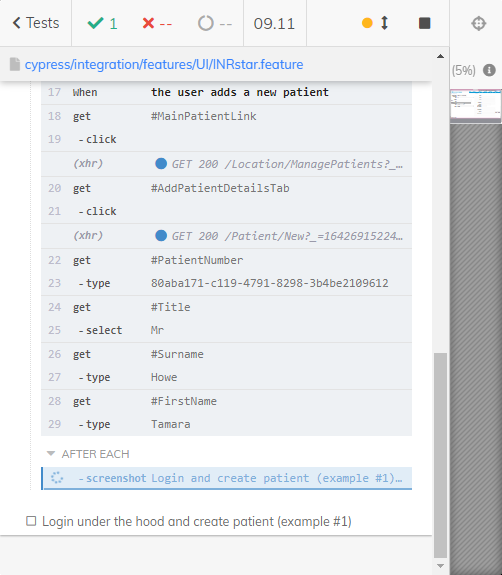 Tests 1 -- -- 09.11
(5%)
cypress/integration/features/UI/INRstar.feature
17 When the user adds a new patient
18 get #MainPatientLink
19 - click
(xhr) GET 200 /Location/ManagePatients?_…
20 get #AddPatientDetailsTab
21 - click
(xhr) GET 200 /Patient/New?_=16426915224…
22 get #PatientNumber
23 - type 80aba171-c119-4791-8298-3b4be2109612
24 get #Title
25 - select Mr
26 get #Surname
27 - type Howe
28 get #FirstName
29 - type Tamara
AFTER EACH
- screenshot Login and create patient (example #1)…
Login under the hood and create patient (example #1)